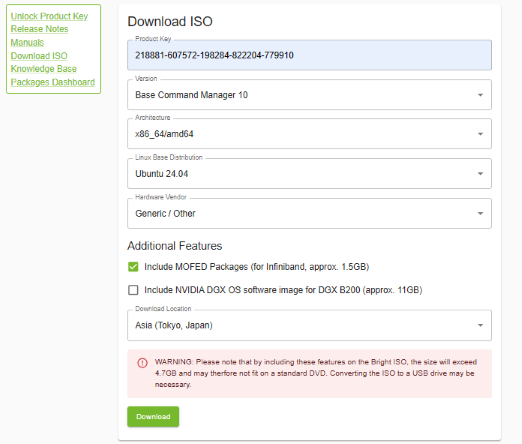 Unlock Product Key
Release Notes
Manuals
Download ISO
Knowledge Base
Packages Dashboard
Download ISO
Product Key
218881-607572-198284-822204-779910
Version
Base Command Manager 10
Architecture
x86_64/amd64
Linux Base Distribution
Ubuntu 24.04
Hardware Vendor
Generic / Other
Additional Features
Include MOFED Packages (for Infiniband, approx. 1.5GB)
Include NVIDIA DGX OS software image for DGX B200 (approx. 11GB)
Download Location
Asia (Tokyo, Japan)
WARNING: Please note that by including these features on the Bright ISO, the size will exceed
4.7GB and may therfore not fit on a standard DVD. Converting the ISO to a USB drive may be
necessary.
Download